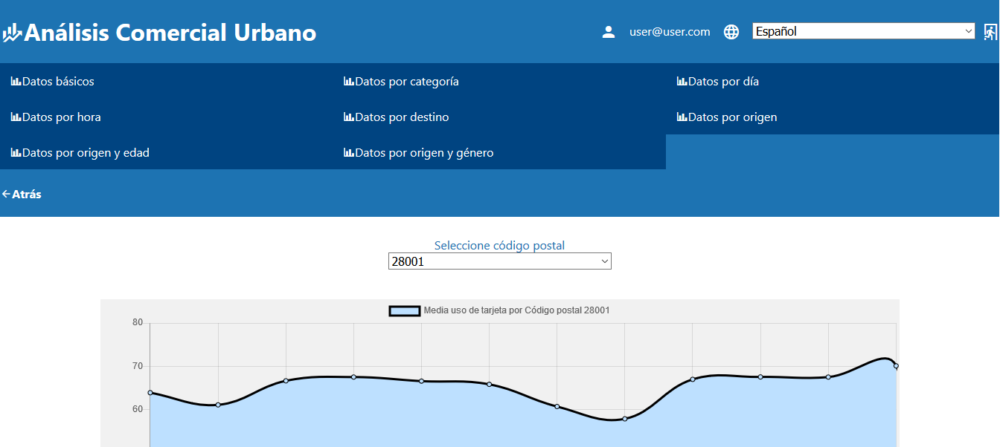 Análisis Comercial Urbano
user@user.com
Español
Datos básicos
Datos por categoría
Datos por día
Datos por hora
Datos por destino
Datos por origen
Datos por origen y edad
Datos por origen y género
Atrás
Seleccione código postal
28001
Media uso de tarjeta por Código postal 28001
80
70
60